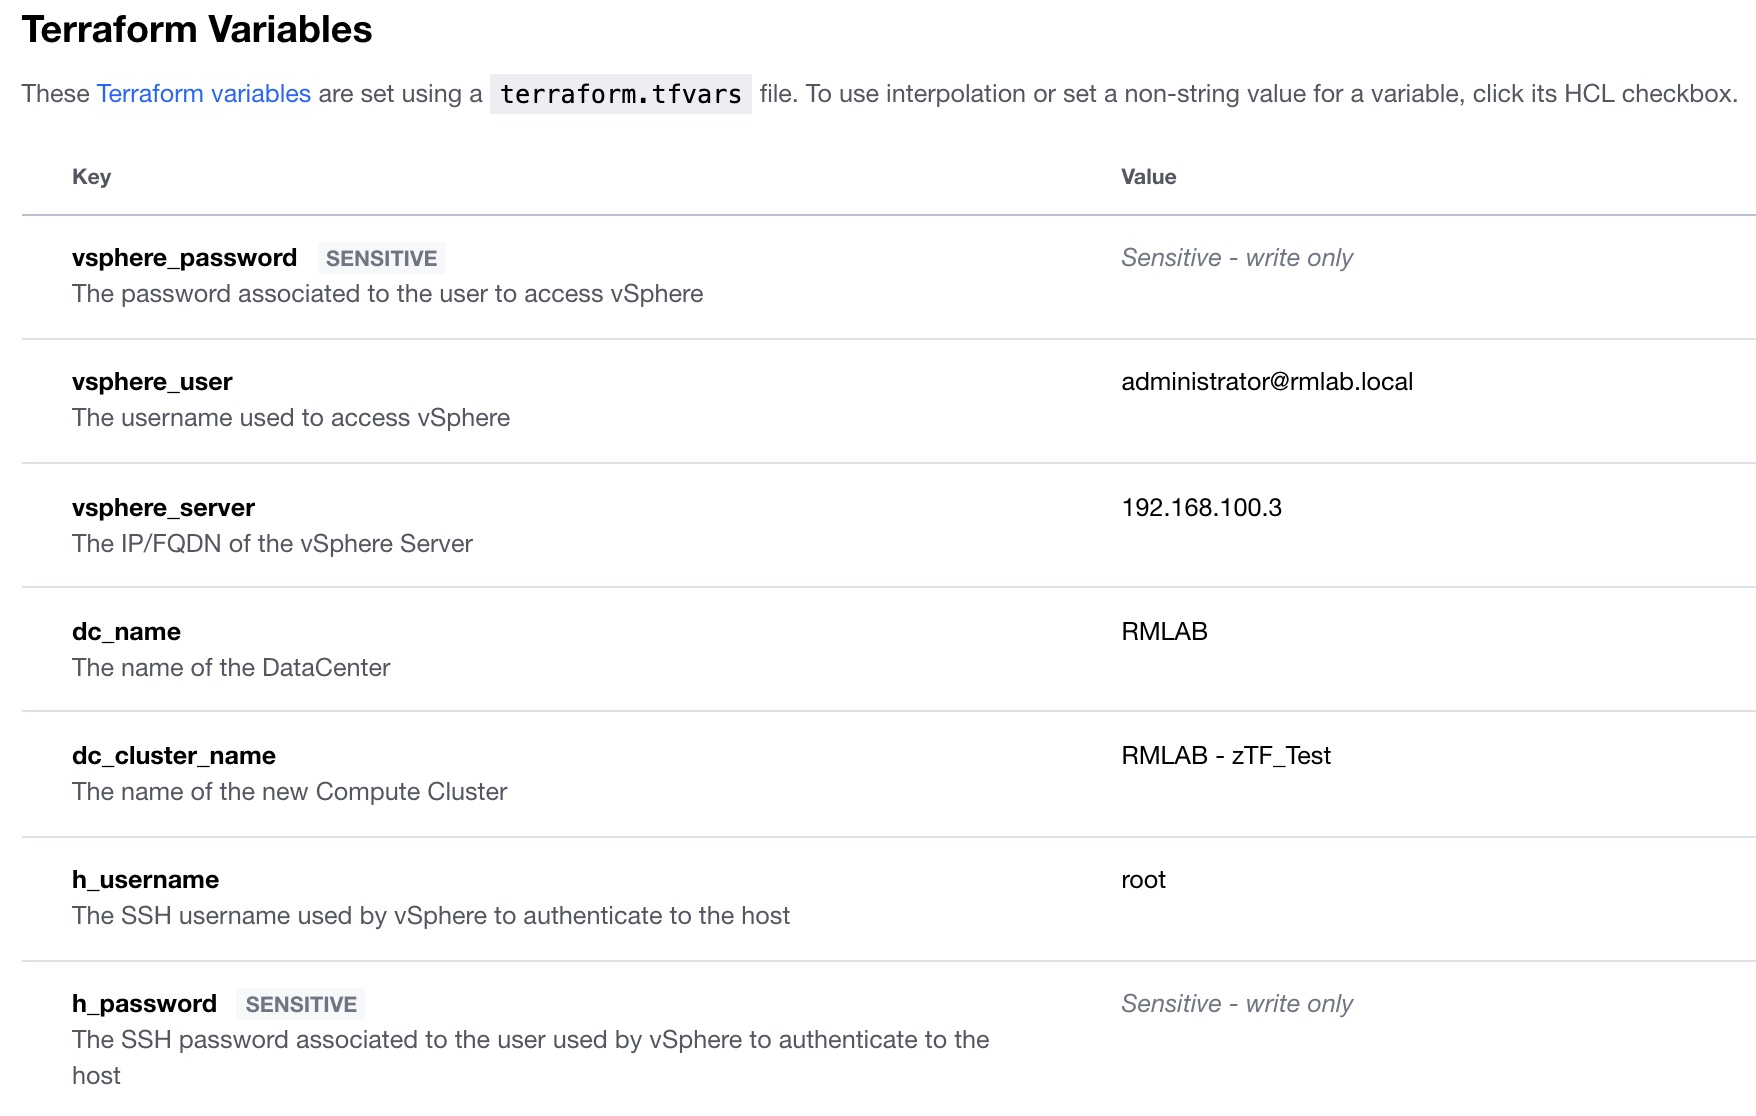 Terraform Variables
These Terraform variables are set using a terraform.tfvars file. To use interpolation or set a non-string value for a variable, click its HCL checkbox.
Key Value
vsphere_password SENSITIVE Sensitive - write only
The password associated to the user to access vSphere
vsphere_user administrator@rmlab.local
The username used to access vSphere
vsphere_server 192.168.100.3
The IP/FQDN of the vSphere Server
dc_name RMLAB
The name of the DataCenter
dc_cluster_name RMLAB - zTF_Test
The name of the new Compute Cluster
h_username root
The SSH username used by vSphere to authenticate to the host
h_password SENSITIVE Sensitive - write only
The SSH password associated to the user used by vSphere to authenticate to the
host